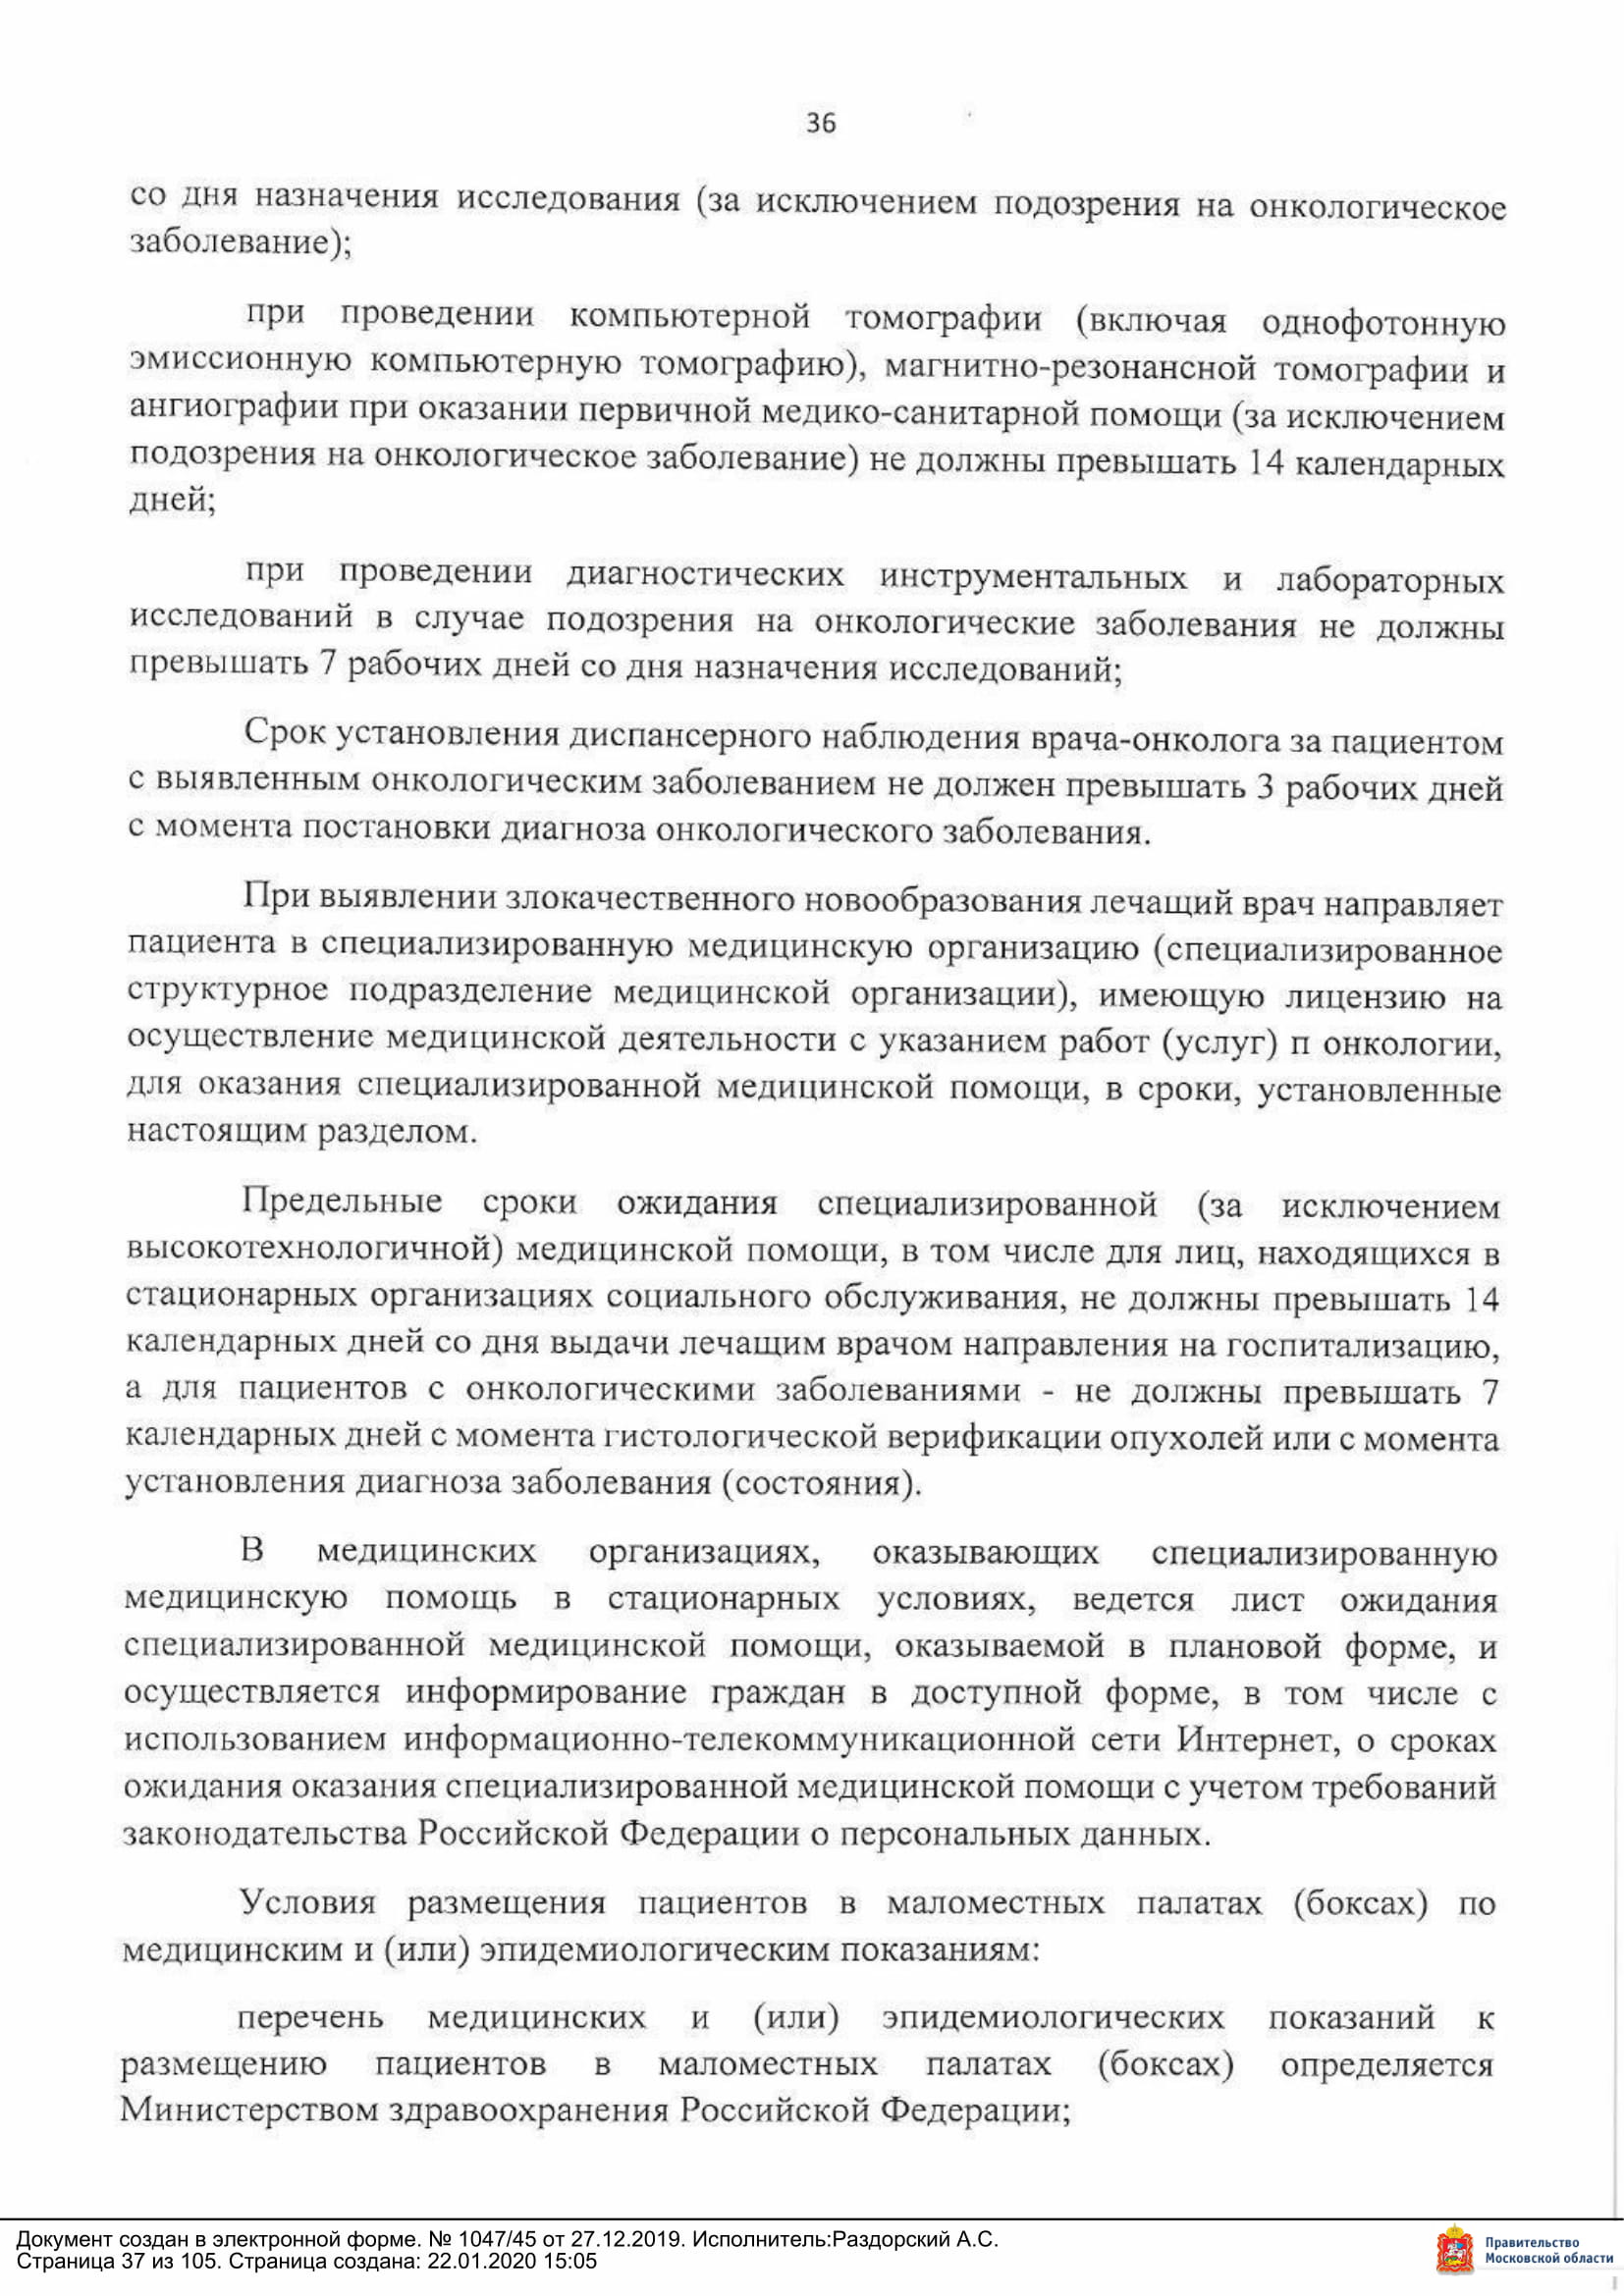 36
со дня назначения исследования (за исключением подозрения на онкологическое
заболевание);
при проведении компьютерной томографии (включая однофотонную
эмиссионную компьютерную томографию), магнитно-резонансной томографии и
ангиографии при оказании первичной медико-санитарной помощи (за исключением
подозрения на онкологическое заболевание) не должны превышать 14 календарных
дней;
при проведении диагностических инструментальных и лабораторных
исследований в случае подозрения на онкологические заболевания не должны
превышать 7 рабочих дней со дня назначения исследований;
Срок установления диспансерного наблюдения врача-онколога за пациентом
с выявленным онкологическим заболеванием не должен превышать 3 рабочих дней
с момента постановки диагноза онкологического заболевания.
При выявлении злокачественного новообразования лечащий врач направляет
пациента в специализированную медицинскую организацию (специализированное
структурное подразделение медицинской организации), имеющую лицензию на
осуществление медицинской деятельности с указанием работ (услуг) п онкологии,
для оказания специализированной медицинской помощи, в сроки, установленные
настоящим разделом.
Предельные сроки ожидания специализированной (за исключением
высокотехнологичной) медицинской помощи, в том числе для лиц, находящихся в
стационарных организациях социального обслуживания, не должны превышать 14
календарных дней со дня выдачи лечащим врачом направления на госпитализацию,
а для пациентов с онкологическими заболеваниями - не должны превышать 7
календарных дней с момента гистологической верификации опухолей или с момента
установления диагноза заболевания (состояния).
В медицинских организациях, оказывающих специализированную
медицинскую помощь в стационарных условиях, ведется лист ожидания
специализированной медицинской помощи, оказываемой в плановой форме, и
осуществляется информирование граждан в доступной форме, в том числе с
использованием информационно-телекоммуникационной сети Интернет, о сроках
ожидания оказания специализированной медицинской помощи с учетом требований
законодательства Российской Федерации о персональных данных.
Условия размещения пациентов в маломестных палатах (боксах) по
медицинским и (или) эпидемиологическим показаниям:
перечень медицинских и (или) эпидемиологических показаний к
размещению пациентов в маломестных палатах (боксах) определяется
Министерством здравоохранения Российской Федерации;
Документ создан в электронной форме. № 1047/45 от 27.12.2019. Исполнитель:Раздорский А.С.
Страница 37 из 105. Страница создана: 22.01.2020 15:05
Правительство
Московской области